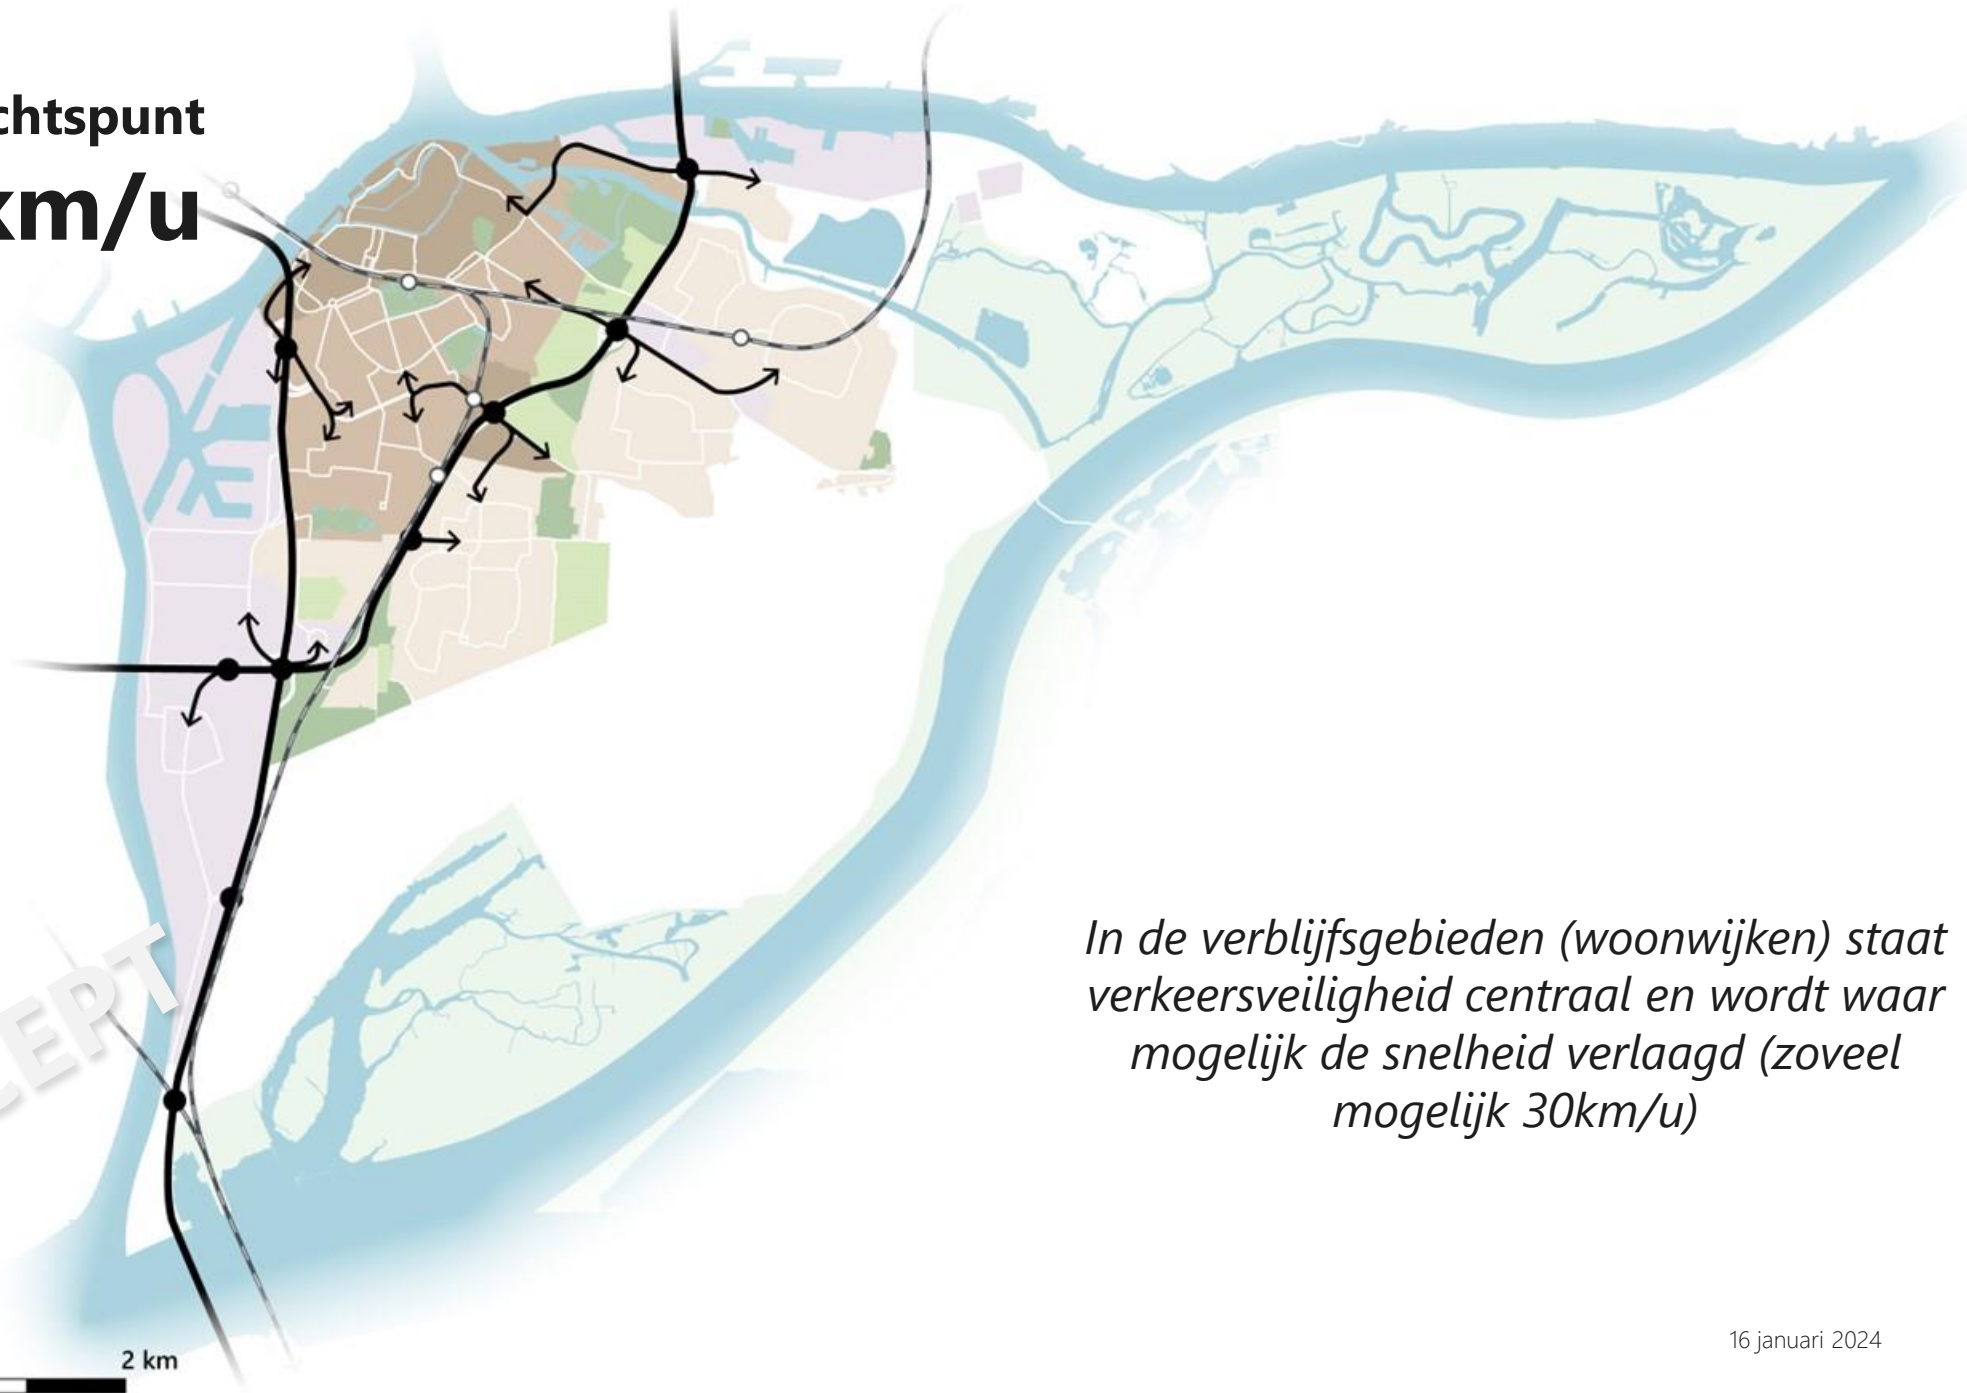 chtspunt
km/u
In de verblijfsgebieden (woonwijken) staat
verkeersveiligheid centraal en wordt waar
mogelijk de snelheid verlaagd (zoveel
mogelijk 30km/u)
CEPT
16 januari 2024
2 km